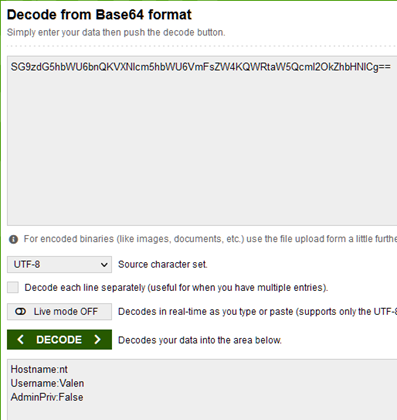 Decode from Base64 format
Simply enter your data then push the decode button.
SG9zdG5hbWU6bnQKVXNlcm5hbWU6VmFsZW4KQWRtaW5Qcml2OkZhbHNlCg==
For encoded binaries (like images, documents, etc.) use the file upload form a little furthe
UTF-8 Source character set.
Decode each line separately (useful for when you have multiple entries).
Live mode OFF Decodes in real-time as you type or paste (supports only the UTF-8
< DECODE > Decodes your data into the area below.
Hostname:nt
Username:Valen
AdminPriv:False